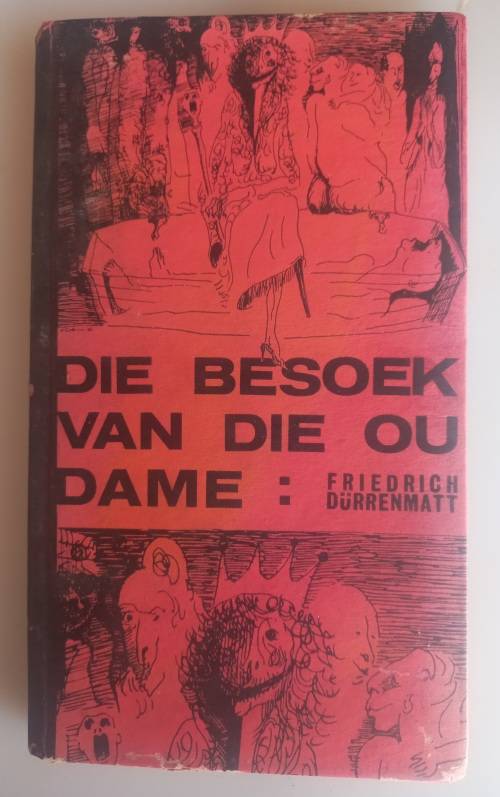 DIE BESOEK
VAN DIE OU
DAME : FRIEDRICH
DÜRRENMATT